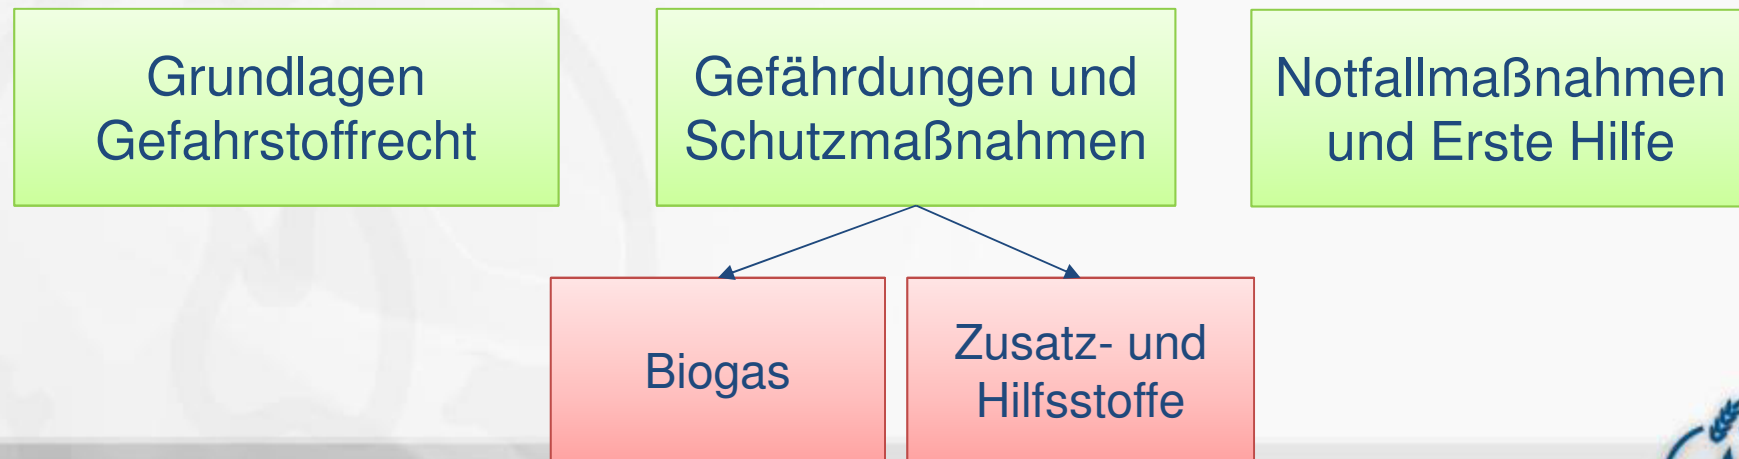 Grundlagen
Gefahrstoffrecht
Gefährdungen und
Schutzmaßnahmen
Notfallmaßnahmen
und Erste Hilfe
Biogas
Zusatz- und
Hilfsstoffe